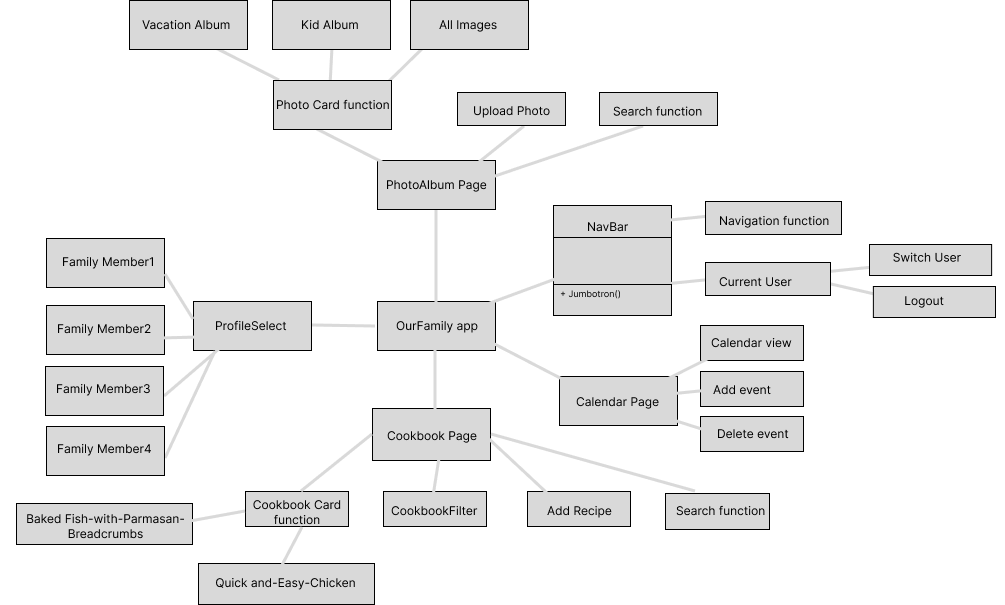 Vacation Album
Kid Album
All Images
Photo Card function
Upload Photo
Search function
PhotoAlbum Page
NavBar
Navigation function
Family Member1
Switch User
Current User
+ Jumbotron()
Logout
Family Member2
ProfileSelect
OurFamily app
Calendar view
Family Member3
Add event
Calendar Page
Delete event
Cookbook Page
Family Member4
Cookbook Card
function
CookbookFilter
Add Recipe
Search function
Baked Fish-with-Parmasan-
Breadcrumbs
Quick and-Easy-Chicken